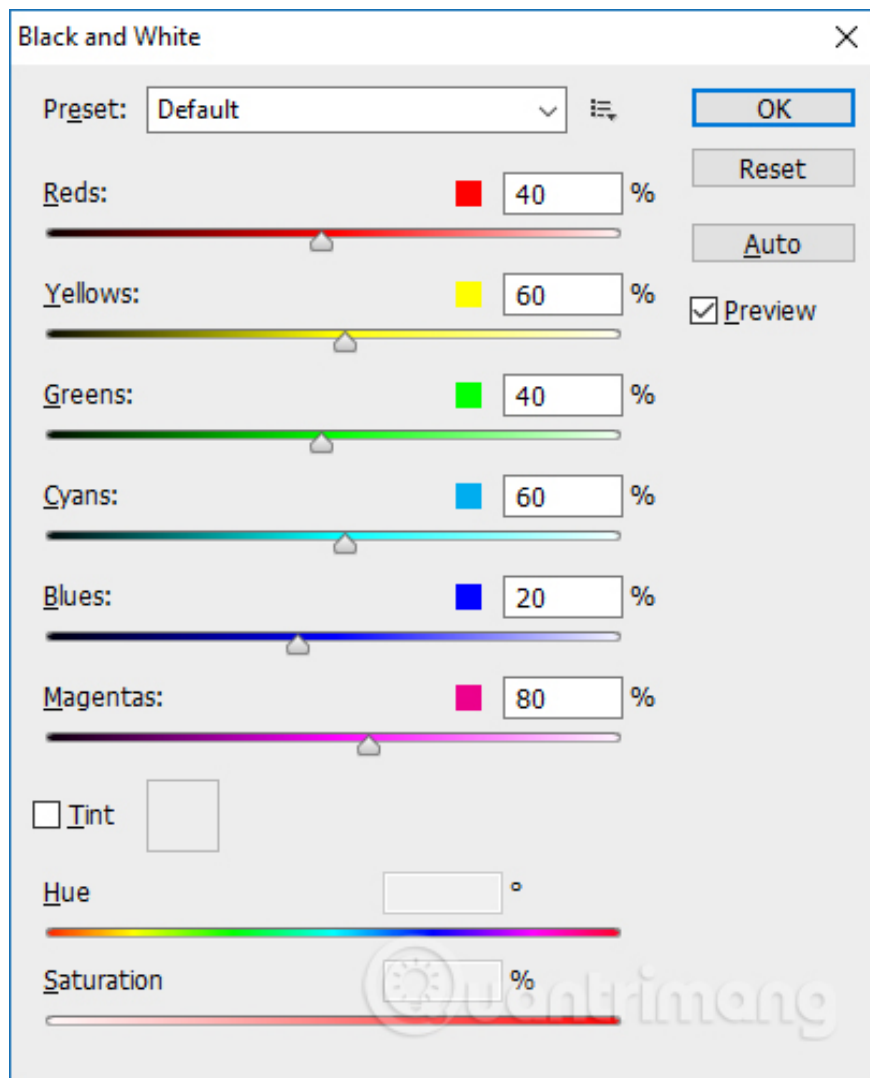 Black and White
Preset: Default
OK
Reset
Auto
Preview
Reds: 40 %
Yellows: 60 %
Greens: 40 %
Cyans: 60 %
Blues: 20 %
Magentas: 80 %
Tint
Hue °
Saturation %
Quantrimang